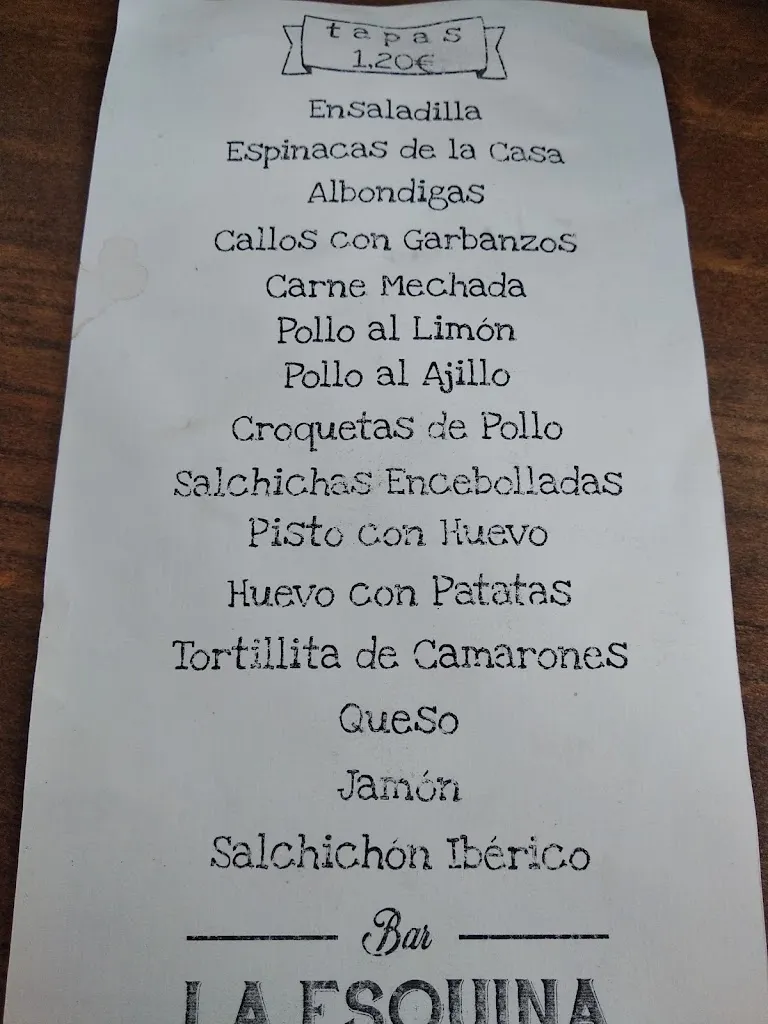 tapas
1,20€
Ensaladilla
Espinacas de la Casa
Albondigas
Callos con Garbanzos
Carne Mechada
Pollo al Limón
Pollo al Ajillo
Croquetas de Pollo
Salchichas Encebolladas
Pisto con Huevo
Huevo con Patatas
Tortillita de Camarones
Queso
Jamón
Salchichón Ibérico
Bar
LA ESQUINA